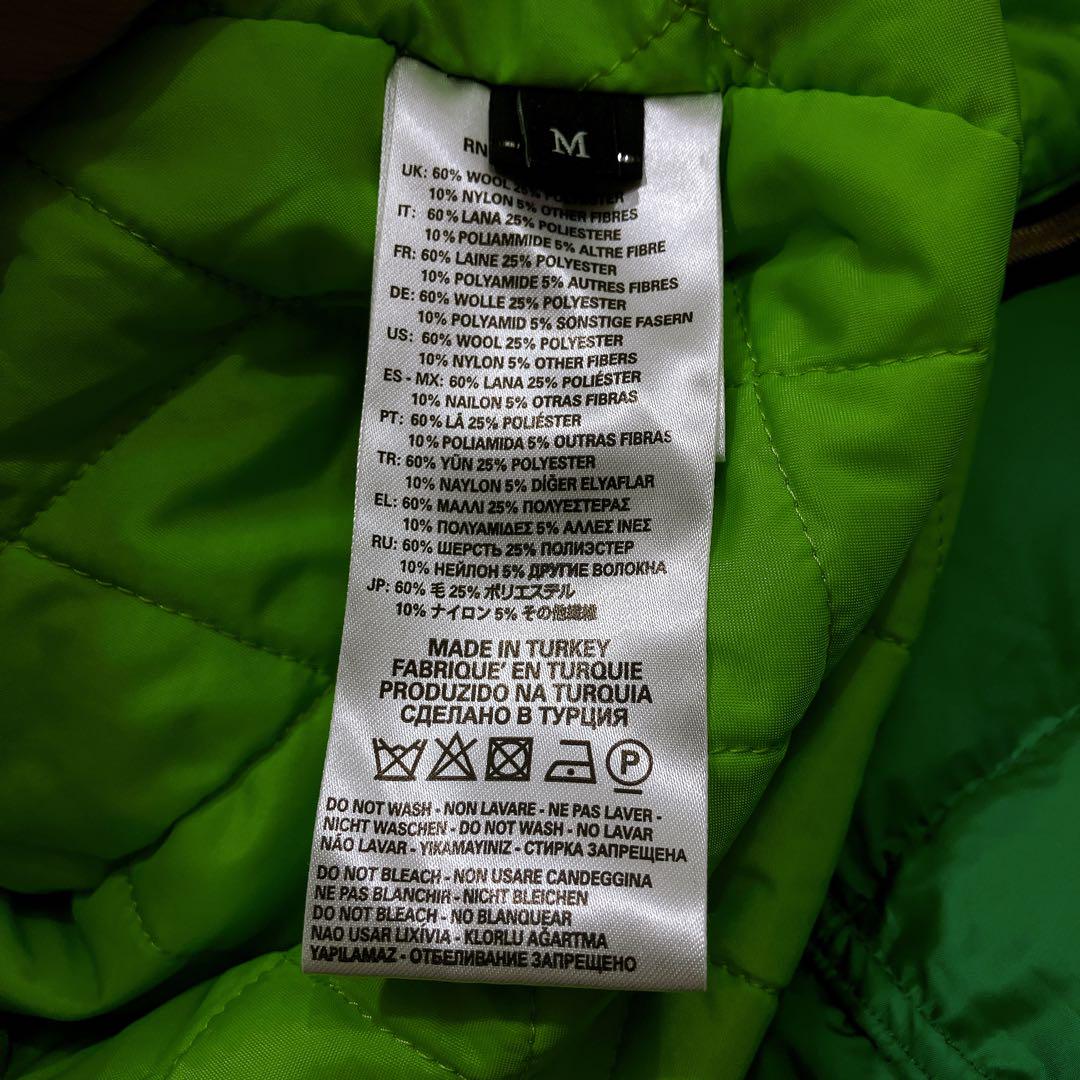 M
RN
UK: 60% WOOL 25% POLYESTER
10% NYLON 5% OTHER FIBRES
IT: 60% LANA 25% POLIESTERE
10% POLIAMMIDE 5% ALTRE FIBRE
FR: 60% LAINE 25% POLYESTER
10% POLYAMIDE 5% AUTRES FIBRES
DE: 60% WOLLE 25% POLYESTER
10% POLYAMID 5% SONSTIGE FASERN
US: 60% WOOL 25% POLYESTER
10% NYLON 5% OTHER FIBERS
ES - MX: 60% LANA 25% POLIÉSTER
10% NAILON 5% OTRAS FIBRAS
PT: 60% LÃ 25% POLIÉSTER
10% POLIAMIDA 5% OUTRAS FIBRAS
TR: 60% YÜN 25% POLYESTER
10% NAYLON 5% DİĞER ELYAFLAR
EL: 60% ΜΑΛΛΙ 25% ΠΟΛΥΕΣΤΕΡΑΣ
10% ΠΟΛΥΑΜΙΔΕΣ 5% ΑΛΛΕΣ ΙΝΕΣ
RU: 60% ШЕРСТЬ 25% ПОЛИЭСТЕР
10% НЕЙЛОН 5% ДРУГИЕ ВОЛОКНА
JP: 60% 毛 25% ポリエステル
10% ナイロン 5% その他繊維
MADE IN TURKEY
FABRIQUE' EN TURQUIE
PRODUZIDO NA TURQUIA
СДЕЛАНО В ТУРЦИЯ
P
DO NOT WASH - NON LAVARE - NE PAS LAVER -
NICHT WASCHEN - DO NOT WASH - NO LAVAR
NÃO LAVAR - YIKAMAYINIZ - СТИРКА ЗАПРЕЩЕНА
DO NOT BLEACH - NON USARE CANDEGGINA
NE PAS BLANCHIR - NICHT BLEICHEN
DO NOT BLEACH - NO BLANQUEAR
NAO USAR LIXÍVIA - KLORLU AĞARTMA
YAPILAMAZ - ОТБЕЛИВАНИЕ ЗАПРЕЩЕНО